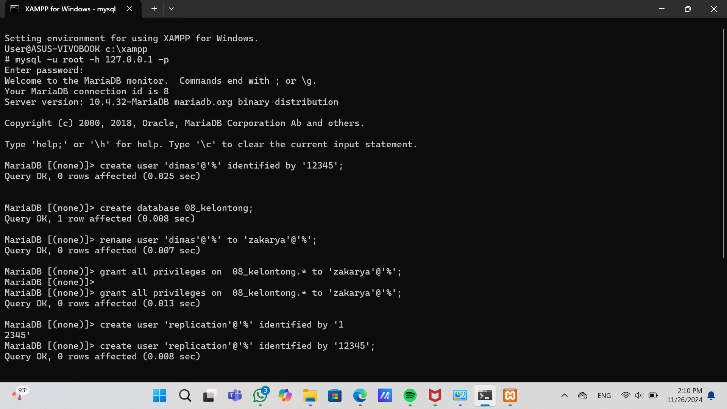 XAMPP for Windows - mysql
Setting environment for using XAMPP for Windows.
User@ASUS-VIVOBOOK c:\xampp
# mysql -u root -h 127.0.0.1 -p
Enter password:
Welcome to the MariaDB monitor.  Commands end with ; or \g.
Your MariaDB connection id is 8
Server version: 10.4.32-MariaDB mariadb.org binary distribution
Copyright (c) 2000, 2018, Oracle, MariaDB Corporation Ab and others.
Type 'help;' or '\h' for help. Type '\c' to clear the current input statement.
MariaDB [(none)]> create user 'dimas'@'%' identified by '12345';
Query OK, 0 rows affected (0.025 sec)
MariaDB [(none)]> create database 08_kelontong;
Query OK, 1 row affected (0.008 sec)
MariaDB [(none)]> rename user 'dimas'@'%' to 'zakarya'@'%';
Query OK, 0 rows affected (0.007 sec)
MariaDB [(none)]> grant all privileges on  08_kelontong.* to 'zakarya'@'%';
MariaDB [(none)]>
MariaDB [(none)]> grant all privileges on  08_kelontong.* to 'zakarya'@'%';
Query OK, 0 rows affected (0.013 sec)
MariaDB [(none)]> create user 'replication'@'%' identified by '1
2345'
MariaDB [(none)]> create user 'replication'@'%' identified by '12345';
Query OK, 0 rows affected (0.008 sec)
93°
3
ENG
2:10 PM
11/26/2024